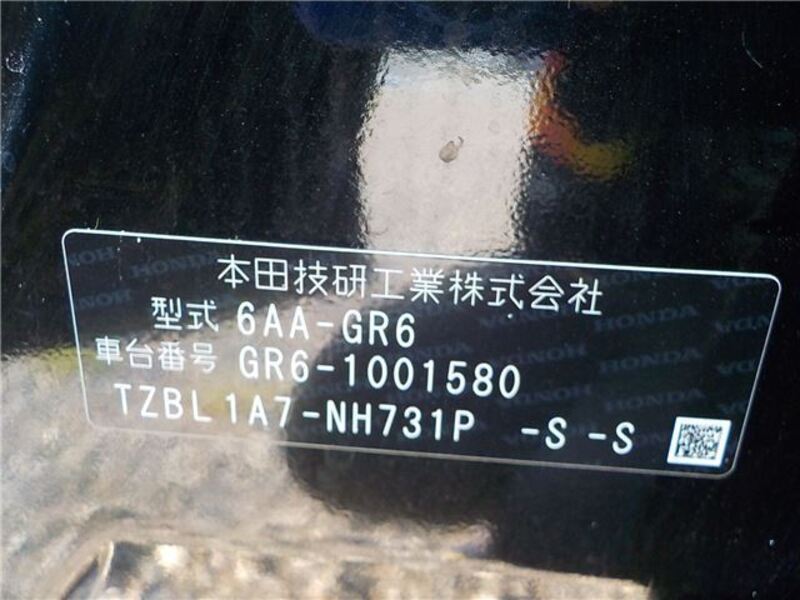 本田技研工業株式会社
型式 6AA-GR6
車台番号 GR6-1001580
TZBL1A7-NH731P -S -S